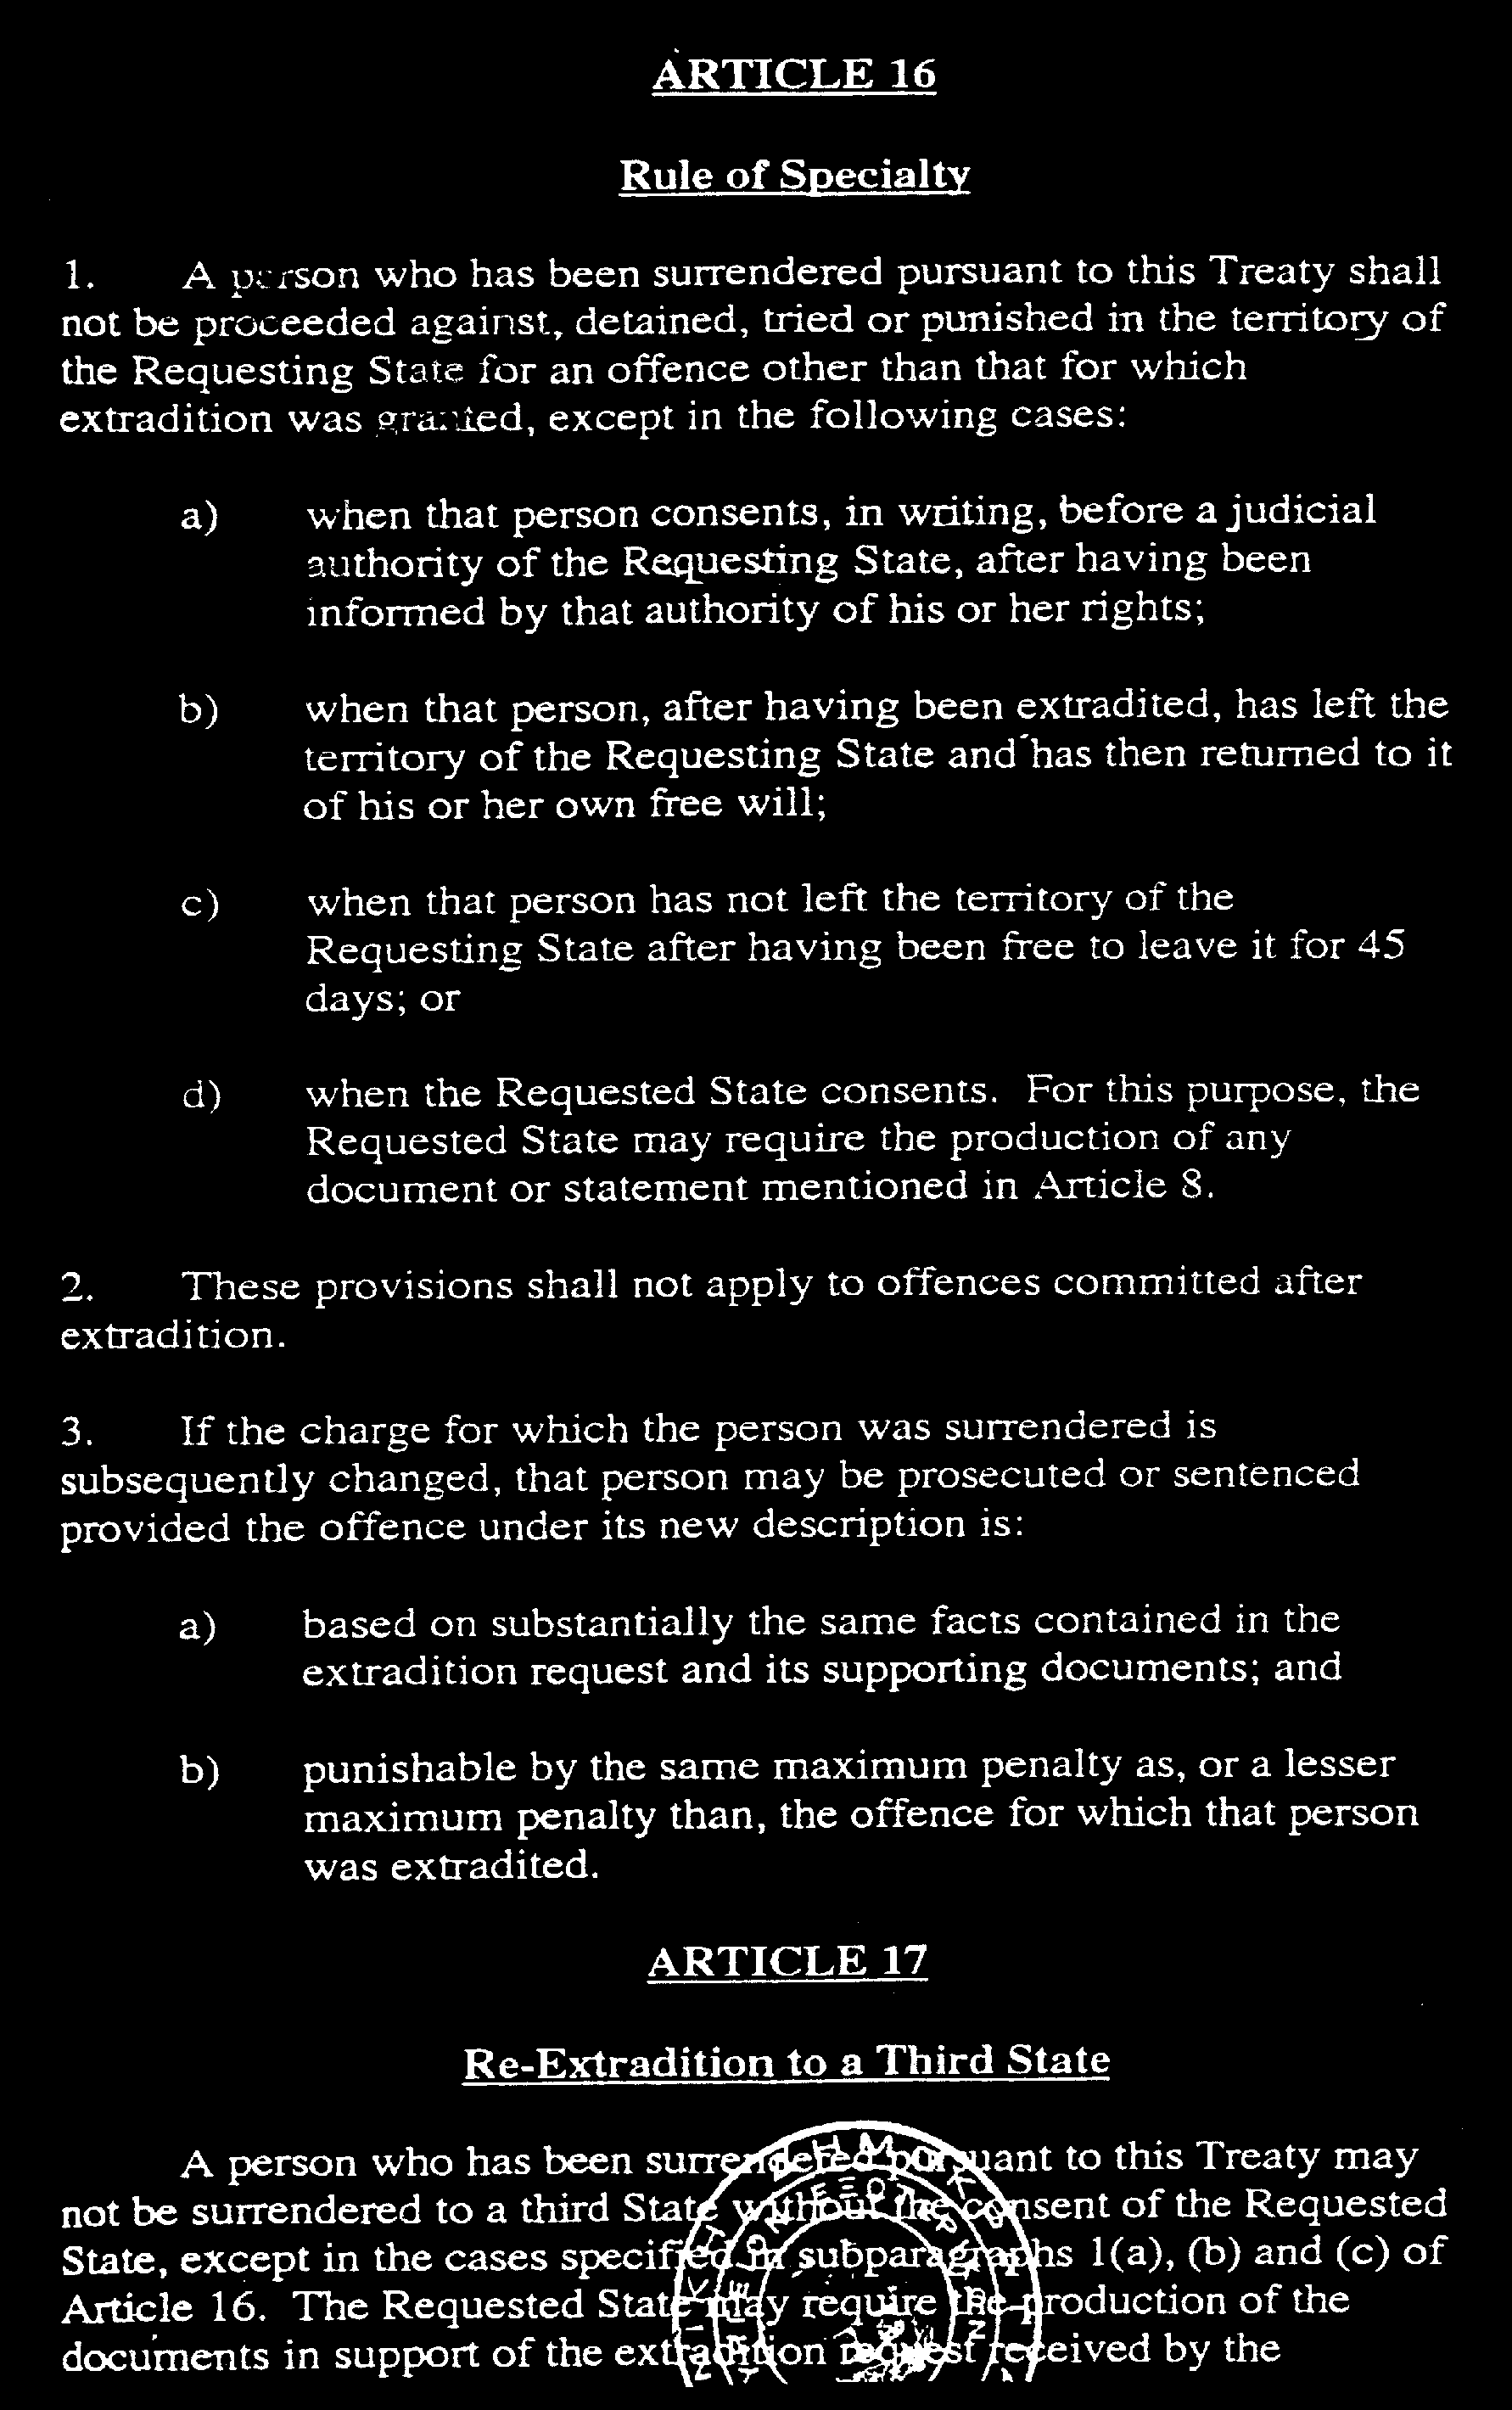 ARTICLE 16
Rule of Specialty
1. A person who has been surrendered pursuant to this Treaty shall
not be proceeded against, detained, tried or punished in the territory of
the Requesting State for an offence other than that for which
extradition was granted, except in the following cases:
a) when that person consents, in writing, before a judicial
authority of the Requesting State, after having been
informed by that authority of his or her rights;
b) when that person, after having been extradited, has left the
territory of the Requesting State and has then returned to it
of his or her own free will;
c) when that person has not left the territory of the
Requesting State after having been free to leave it for 45
days; or
d) when the Requested State consents. For this purpose, the
Requested State may require the production of any
document or statement mentioned in Article 8.
2. These provisions shall not apply to offences committed after
extradition.
3. If the charge for which the person was surrendered is
subsequently changed, that person may be prosecuted or sentenced
provided the offence under its new description is:
a) based on substantially the same facts contained in the
extradition request and its supporting documents; and
b) punishable by the same maximum penalty as, or a lesser
maximum penalty than, the offence for which that person
was extradited.
ARTICLE 17
Re-Extradition to a Third State
A person who has been surrendered pursuant to this Treaty may
not be surrendered to a third State without the consent of the Requested
State, except in the cases specified in subparagraphs 1(a), (b) and (c) of
Article 16. The Requested State may require the production of the
documents in support of the extradition request received by the